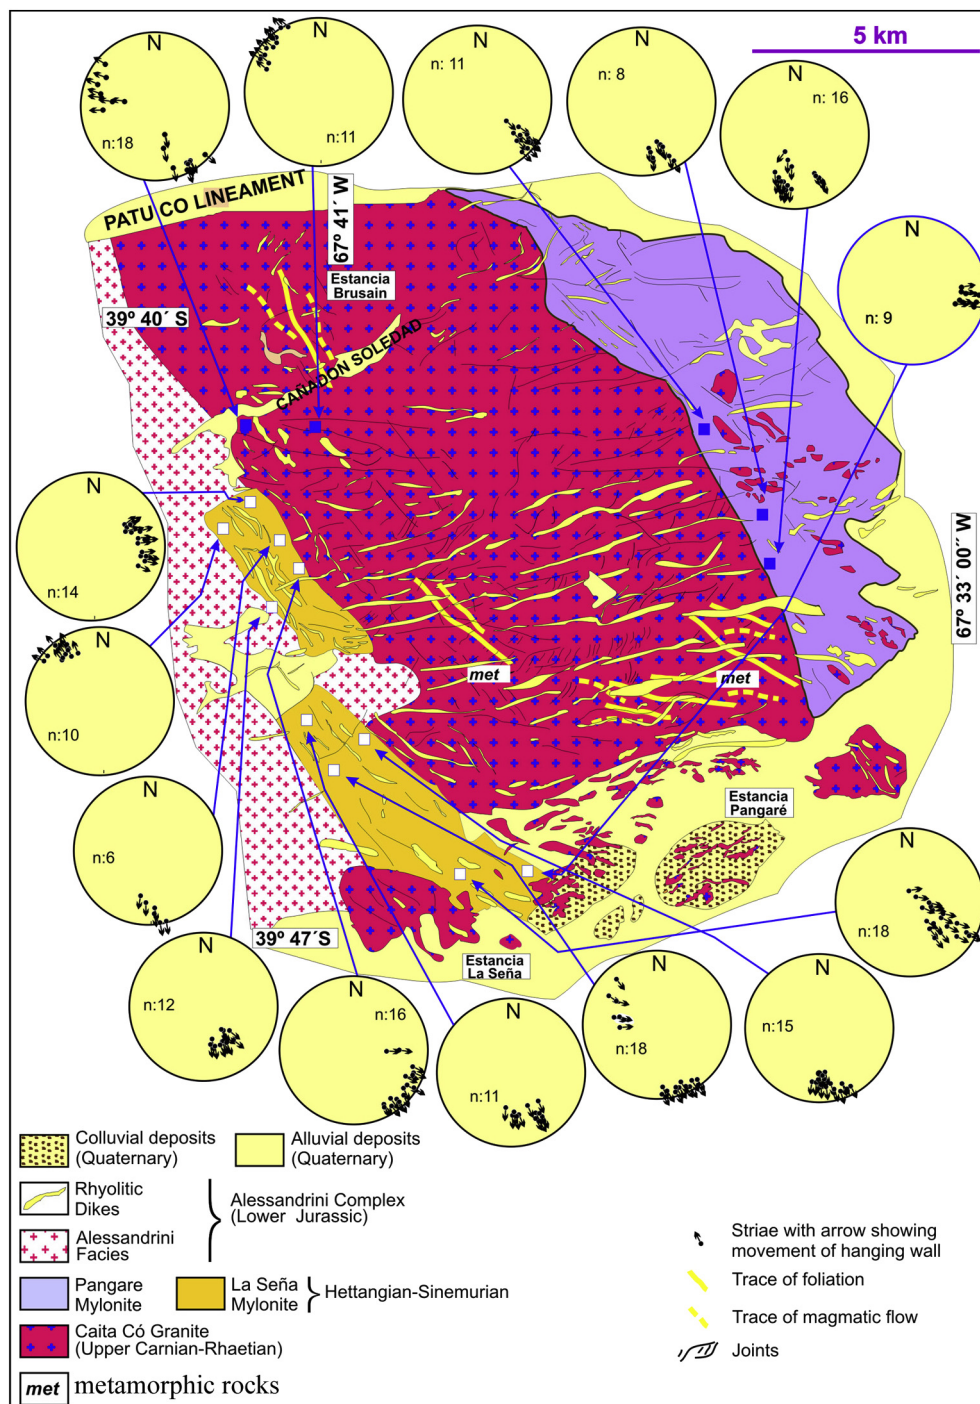 5 km
N
n:18
N
n:11
N
n: 11
N
n: 8
N
n: 16
PATU CO LINEAMENT
67º 41´ W
Estancia
Brusain
39º 40´ S
CAÑADON SOLEDAD
N
n: 9
N
n:14
67º 33´ 00´´ W
N
n:10
met
met
N
n:6
Estancia
Pangaré
N
n:18
39º 47´S
Estancia
La Seña
N
n:12
N
n:16
N
n:11
N
n:18
N
n:15
Colluvial deposits
(Quaternary)
Alluvial deposits
(Quaternary)
Rhyolitic
Dikes
Alessandrini
Facies
Alessandrini Complex
(Lower Jurassic)
Pangare
Mylonite
La Seña
Mylonite
Hettangian-Sinemurian
Caita Có Granite
(Upper Carnian-Rhaetian)
met
metamorphic rocks
Striae with arrow showing
movement of hanging wall
Trace of foliation
Trace of magmatic flow
Joints